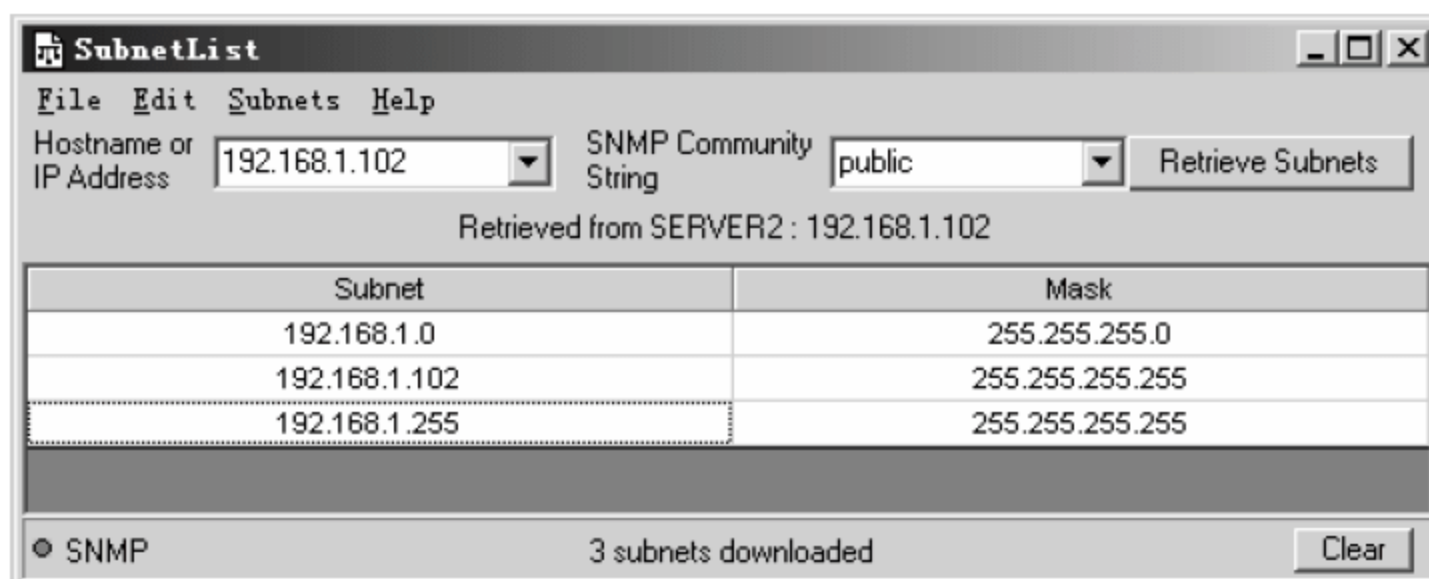 SubnetList
File Edit Subnets Help
Hostname or IP Address 192.168.1.102 SNMP Community String public Retrieve Subnets
Retrieved from SERVER2 : 192.168.1.102
Subnet Mask
192.168.1.0 255.255.255.0
192.168.1.102 255.255.255.255
192.168.1.255 255.255.255.255
SNMP 3 subnets downloaded Clear